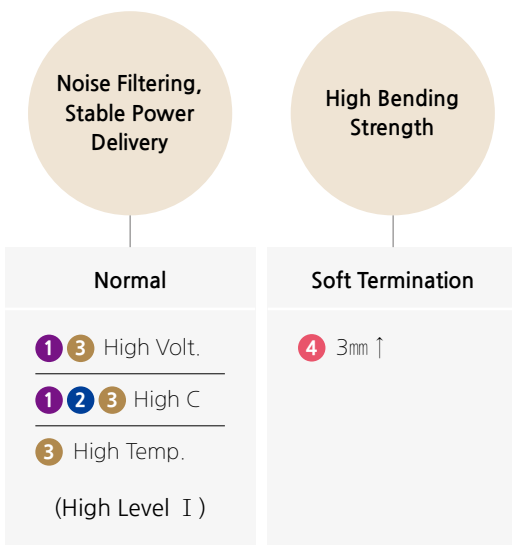 Noise Filtering,
Stable Power
Delivery
High Bending
Strength
Normal
Soft Termination
1 3 High Volt.
1 2 3 High C
3 High Temp.
(High Level Ⅰ)
4 3㎜ ↑